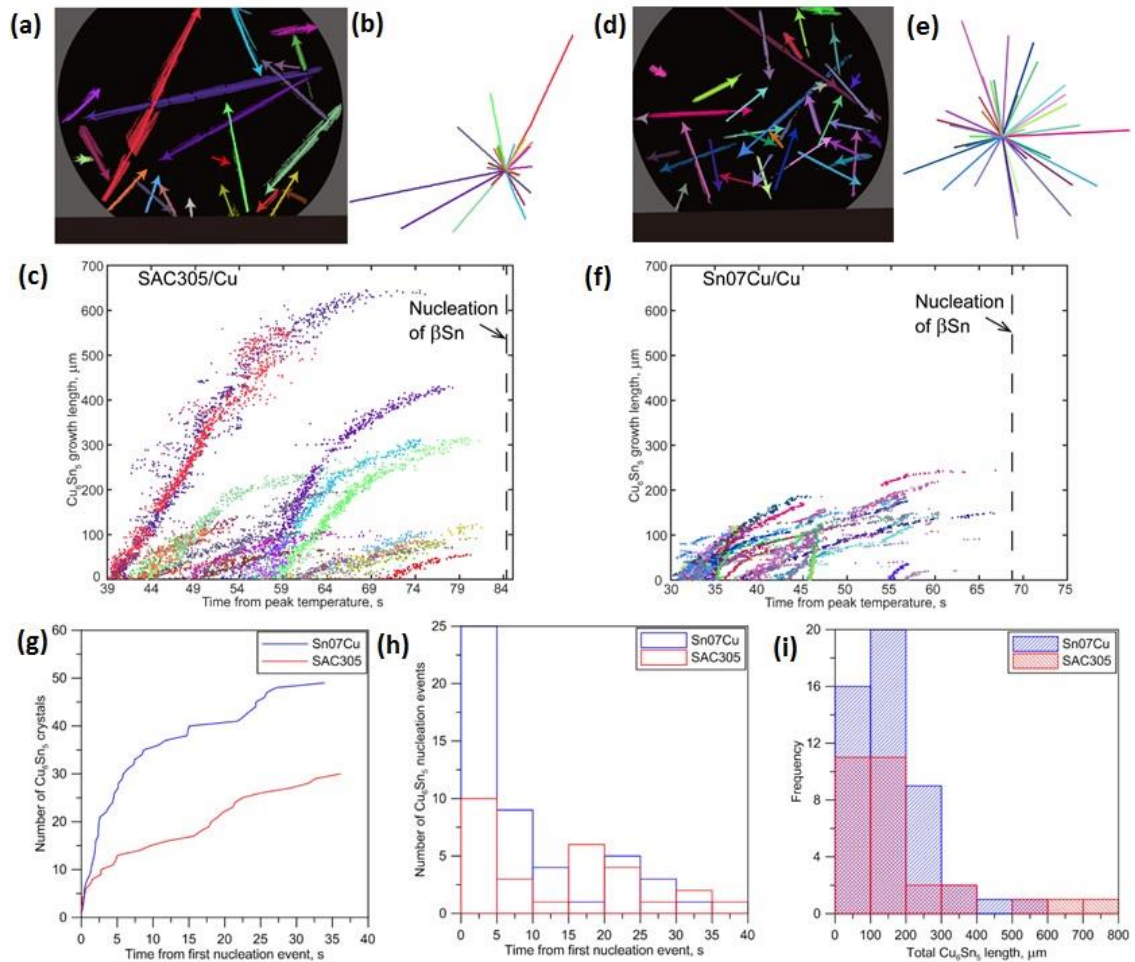 (a)
(b)
(d)
(e)
(c)
SAC305/Cu
Nucleation
of βSn
Cu₆Sn₅ growth length, μm
700
600
500
400
300
200
100
0
39 44 49 54 59 64 69 74 79 84
Time from peak temperature, s
(f)
Sn07Cu/Cu
Nucleation
of βSn
Cu₆Sn₅ growth length, μm
700
600
500
400
300
200
100
0
30 35 40 45 50 55 60 65 70 75
Time from peak temperature, s
(g)
Sn07Cu
SAC305
Number of Cu₆Sn₅ crystals
60
50
40
30
20
10
0
0 5 10 15 20 25 30 35 40
Time from first nucleation event, s
(h)
Sn07Cu
SAC305
Number of Cu₆Sn₅ nucleation events
25
20
15
10
5
0
0 5 10 15 20 25 30 35 40
Time from first nucleation event, s
(i)
Sn07Cu
SAC305
Frequency
20
16
12
8
4
0
0 100 200 300 400 500 600 700 800
Total Cu₆Sn₅ length, μm